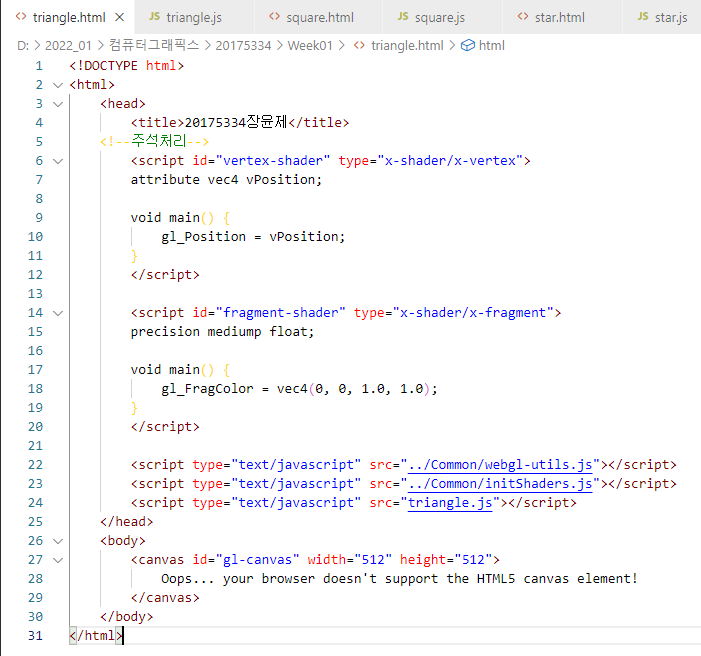 triangle.html × JS triangle.js square.html JS square.js star.html JS star.js
D: > 2022_01 > 컴퓨터그래픽스 > 20175334 > Week01 > triangle.html > html
1 <!DOCTYPE html>
2 <html>
3 <head>
4 <title>20175334장윤제</title>
5 <!--주석처리-->
6 <script id="vertex-shader" type="x-shader/x-vertex">
7 attribute vec4 vPosition;
8
9 void main() {
10 gl_Position = vPosition;
11 }
12 </script>
13
14 <script id="fragment-shader" type="x-shader/x-fragment">
15 precision mediump float;
16
17 void main() {
18 gl_FragColor = vec4(0, 0, 1.0, 1.0);
19 }
20 </script>
21
22 <script type="text/javascript" src="../Common/webgl-utils.js"></script>
23 <script type="text/javascript" src="../Common/initShaders.js"></script>
24 <script type="text/javascript" src="triangle.js"></script>
25 </head>
26 <body>
27 <canvas id="gl-canvas" width="512" height="512">
28 Oops... your browser doesn't support the HTML5 canvas element!
29 </canvas>
30 </body>
31 </html>